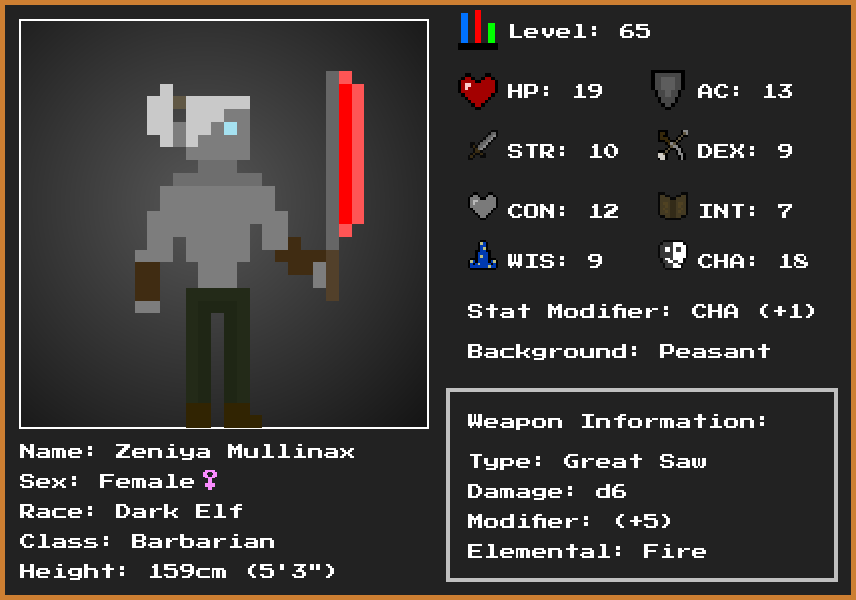 Level: 65
HP: 19
AC: 13
STR: 10
DEX: 9
CON: 12
INT: 7
WIS: 9
CHA: 18
Stat Modifier: CHA (+1)
Background: Peasant
Weapon Information:
Type: Great Saw
Damage: d6
Modifier: (+5)
Elemental: Fire
Name: Zeniya Mullinax
Sex: Female♀
Race: Dark Elf
Class: Barbarian
Height: 159cm (5'3")